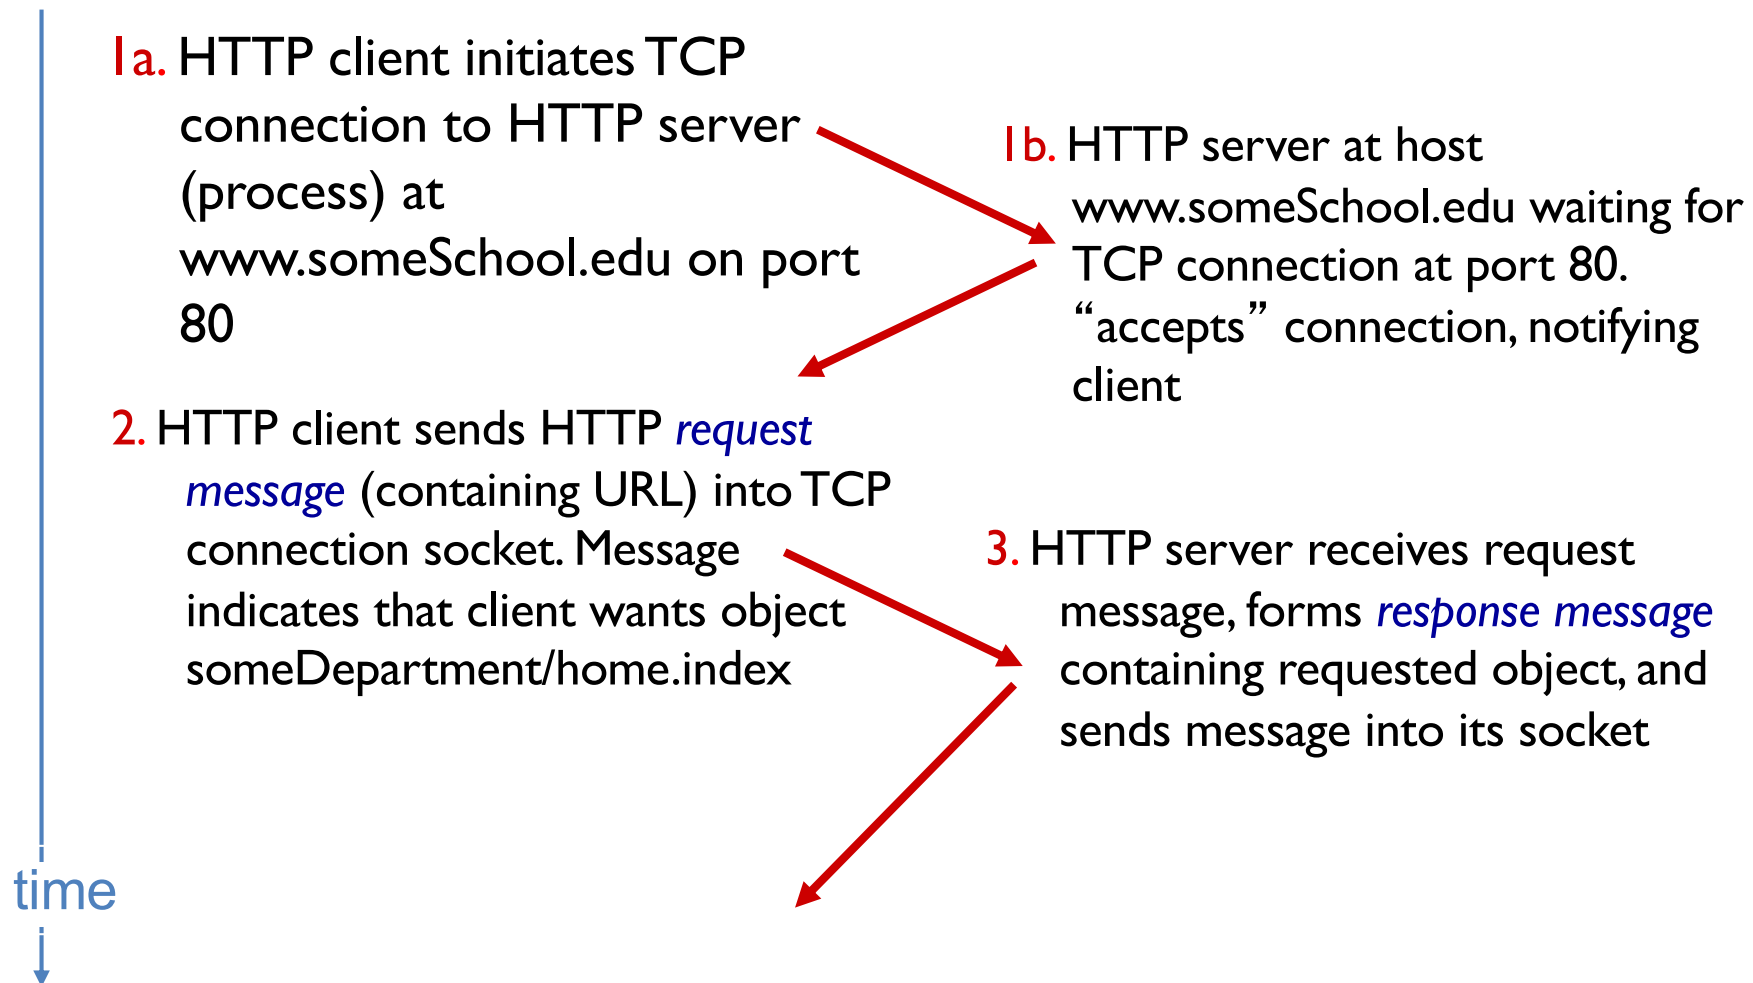 1a. HTTP client initiates TCP
connection to HTTP server
(process) at
www.someSchool.edu on port
80
1b. HTTP server at host
www.someSchool.edu waiting for
TCP connection at port 80.
“accepts” connection, notifying
client
2. HTTP client sends HTTP request
message (containing URL) into TCP
connection socket. Message
indicates that client wants object
someDepartment/home.index
3. HTTP server receives request
message, forms response message
containing requested object, and
sends message into its socket
time